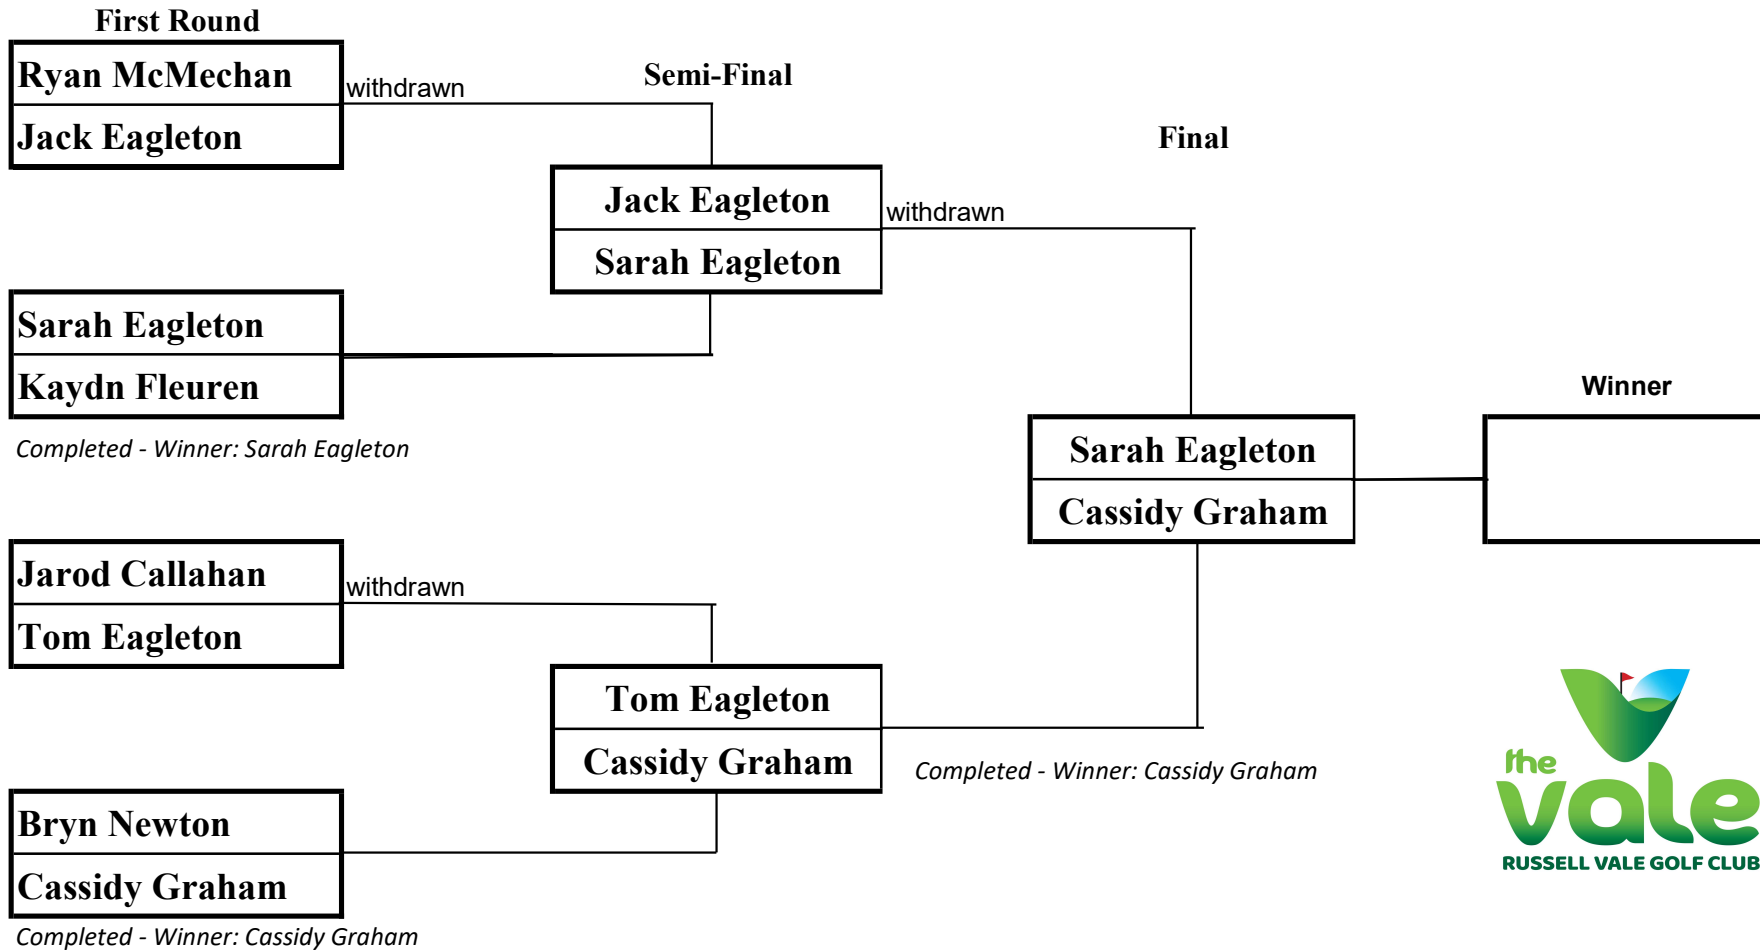 First Round
Ryan McMechan
withdrawn
Jack Eagleton
Semi-Final
Final
Jack Eagleton
withdrawn
Sarah Eagleton
Sarah Eagleton
Kaydn Fleuren
Completed - Winner: Sarah Eagleton
Winner
Sarah Eagleton
Cassidy Graham
Jarod Callahan
withdrawn
Tom Eagleton
Tom Eagleton
Cassidy Graham
Completed - Winner: Cassidy Graham
Bryn Newton
Cassidy Graham
Completed - Winner: Cassidy Graham
the
vale
RUSSELL VALE GOLF CLUB